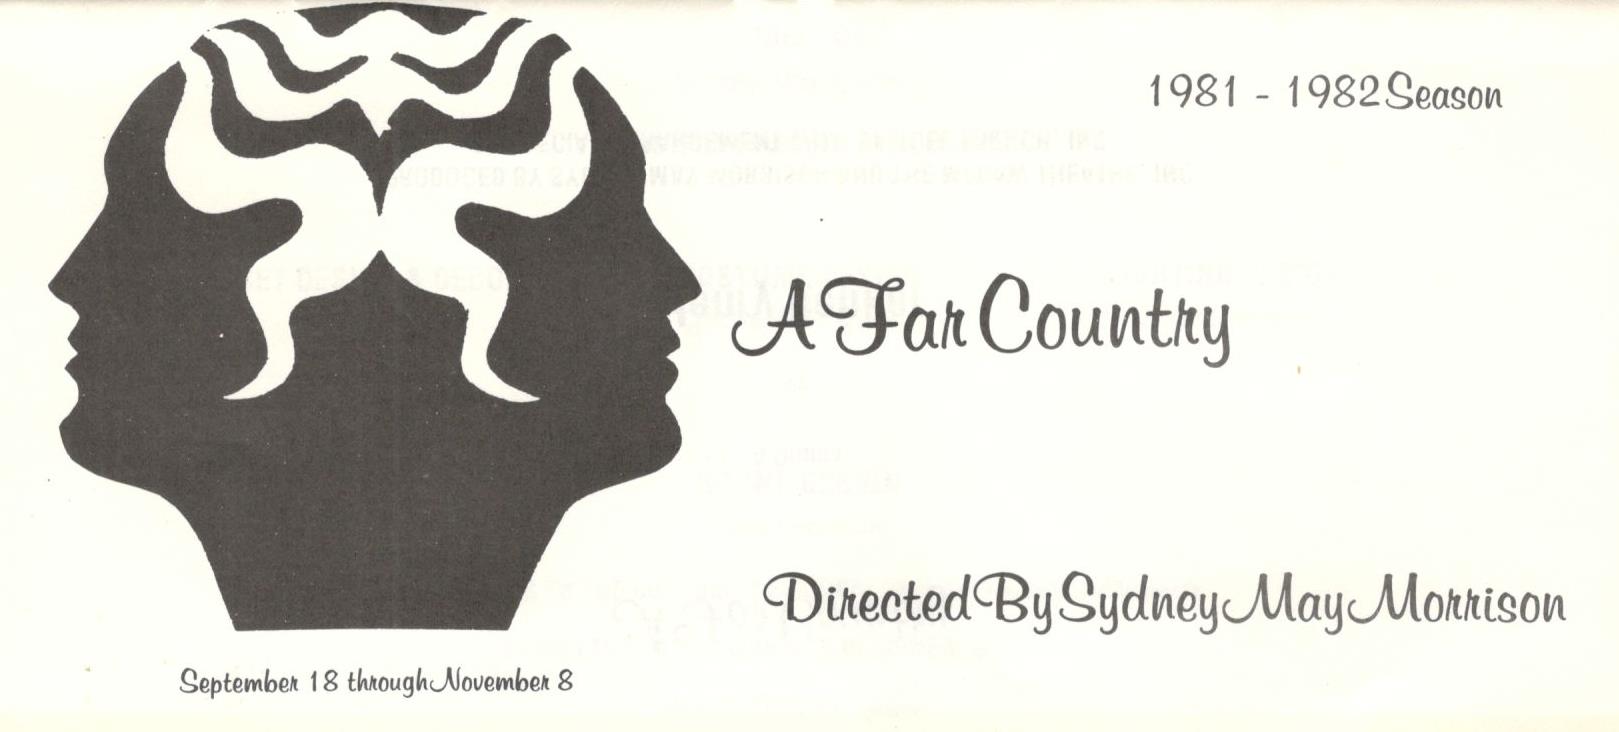 1981 - 1982 Season
A Far Country
Directed By Sydney May Morrison
September 18 through November 8